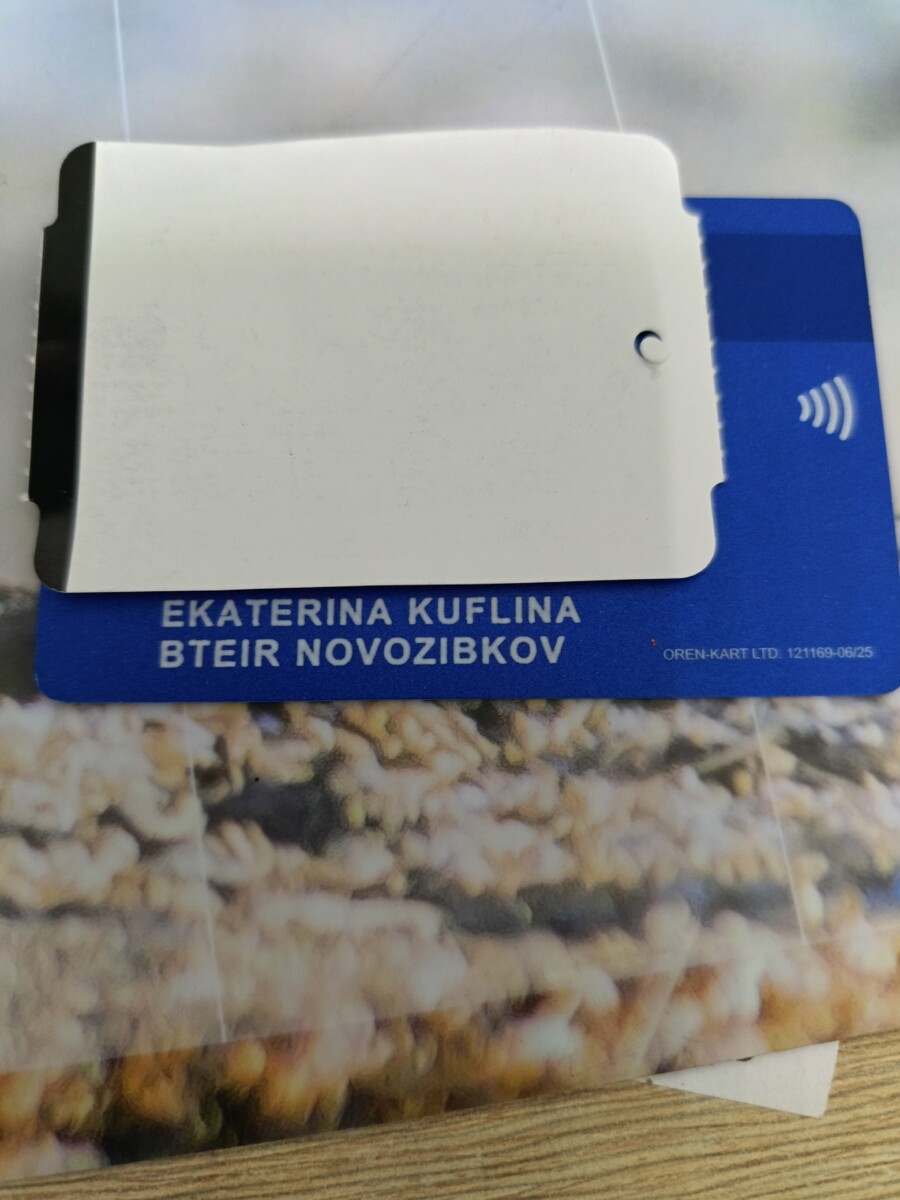 EKATERINA KUFLINA
BTEIR NOVOZIBKOV
OREN-KART LTD. 121169-06/25